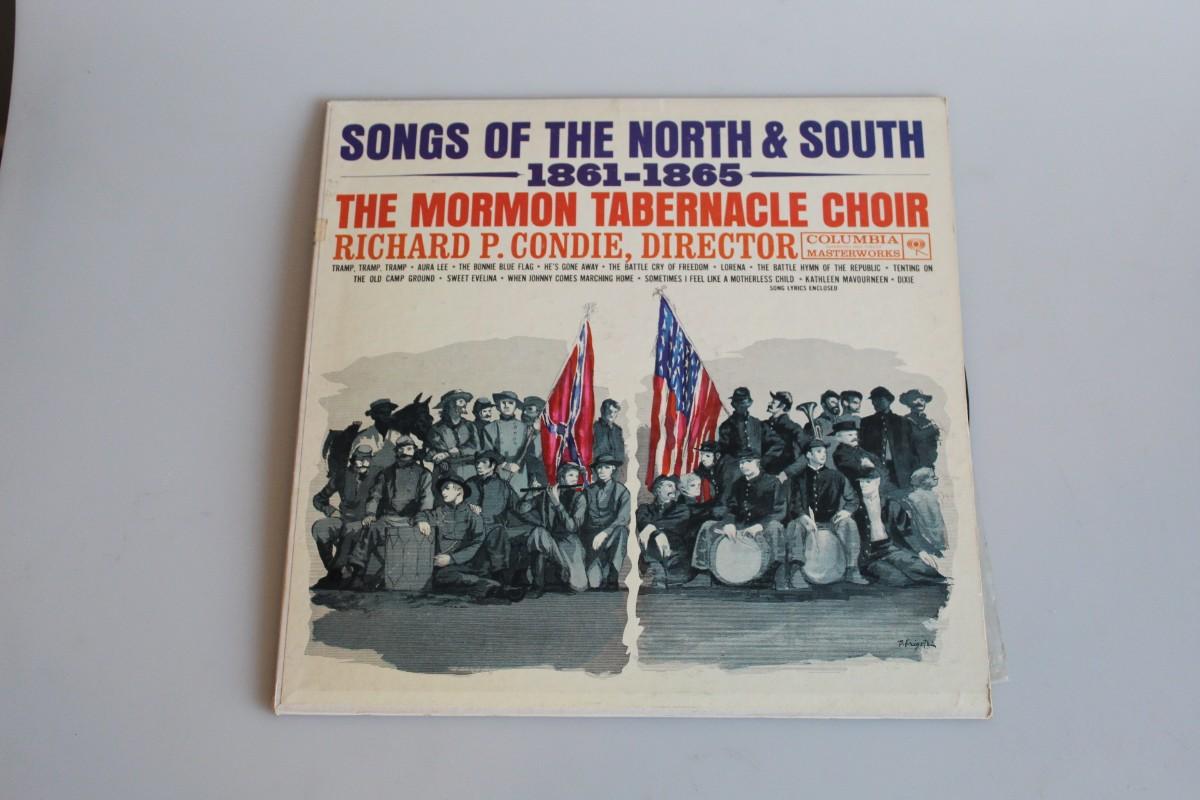 SONGS OF THE NORTH & SOUTH
1861-1865
THE MORMON TABERNACLE CHOIR
RICHARD P. CONDIE, DIRECTOR
COLUMBIA
MASTERWORKS
TRAMP, TRAMP, TRAMP • AURA LEE • THE BONNIE BLUE FLAG • HE'S GONE AWAY • THE BATTLE CRY OF FREEDOM • LORENA • THE BATTLE HYMN OF THE REPUBLIC • TENTING ON
THE OLD CAMP GROUND • SWEET EVELINA • WHEN JOHNNY COMES MARCHING HOME • SOMETIMES I FEEL LIKE A MOTHERLESS CHILD • KATHLEEN MAVOURNEEN • DIXIE
SONG LYRICS ENCLOSED